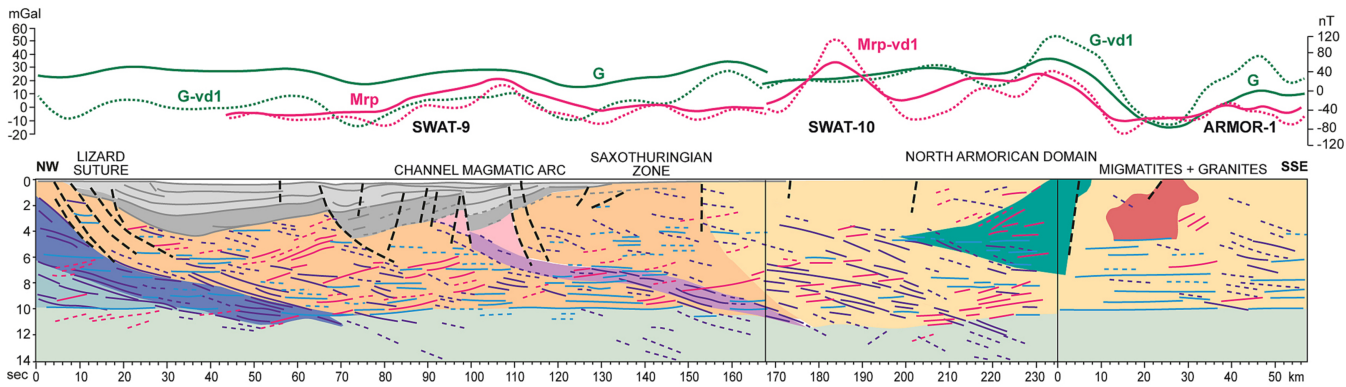 mGal
nT
60
50
40
30
20
10
0
-10
-20
120
80
40
0
-40
-80
-120
G
G-vd1
Mrp
Mrp-vd1
G-vd1
G
SWAT-9
SWAT-10
ARMOR-1
NW
LIZARD
SUTURE
CHANNEL MAGMATIC ARC
SAXOTHURINGIAN
ZONE
NORTH ARMORICAN DOMAIN
MIGMATITES + GRANITES
SSE
0
2
4
6
8
10
12
14
sec
0 10 20 30 40 50 60 70 80 90 100 110 120 130 140 150 160 170 180 190 200 210 220 230 0 10 20 30 40 50 km